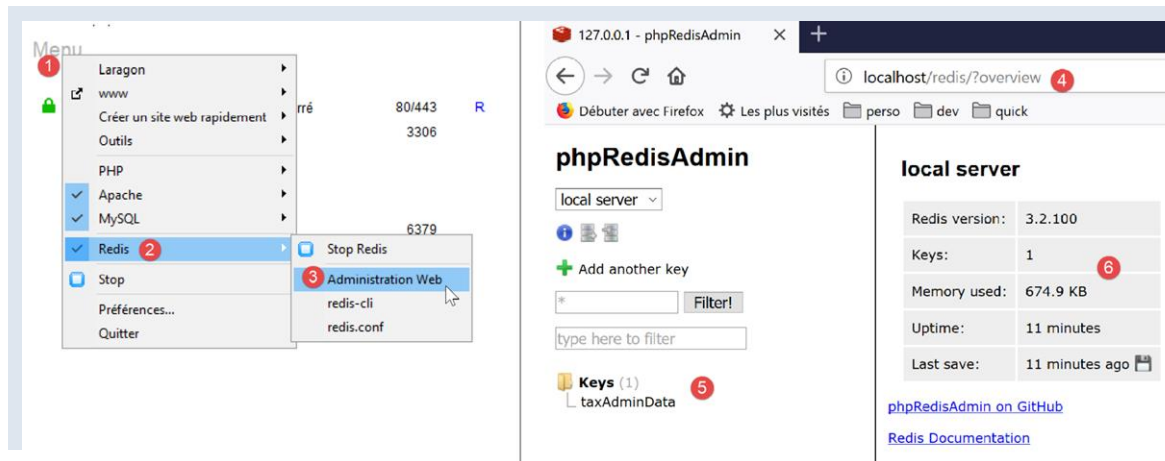 Menu
1
Laragon
www
Créer un site web rapidement
rré 80/443 R
Outils
3306
PHP
Apache
MySQL
6379
Redis 2
Stop Redis
Stop
3 Administration Web
redis-cli
Préférences...
redis.conf
Quitter
127.0.0.1 - phpRedisAdmin
localhost/redis/?overview 4
Débuter avec Firefox Les plus visités perso dev quick
phpRedisAdmin
local server
Add another key
* Filter!
type here to filter
Keys (1) 5
taxAdminData
local server
Redis version: 3.2.100
Keys: 1
6
Memory used: 674.9 KB
Uptime: 11 minutes
Last save: 11 minutes ago
phpRedisAdmin on GitHub
Redis Documentation